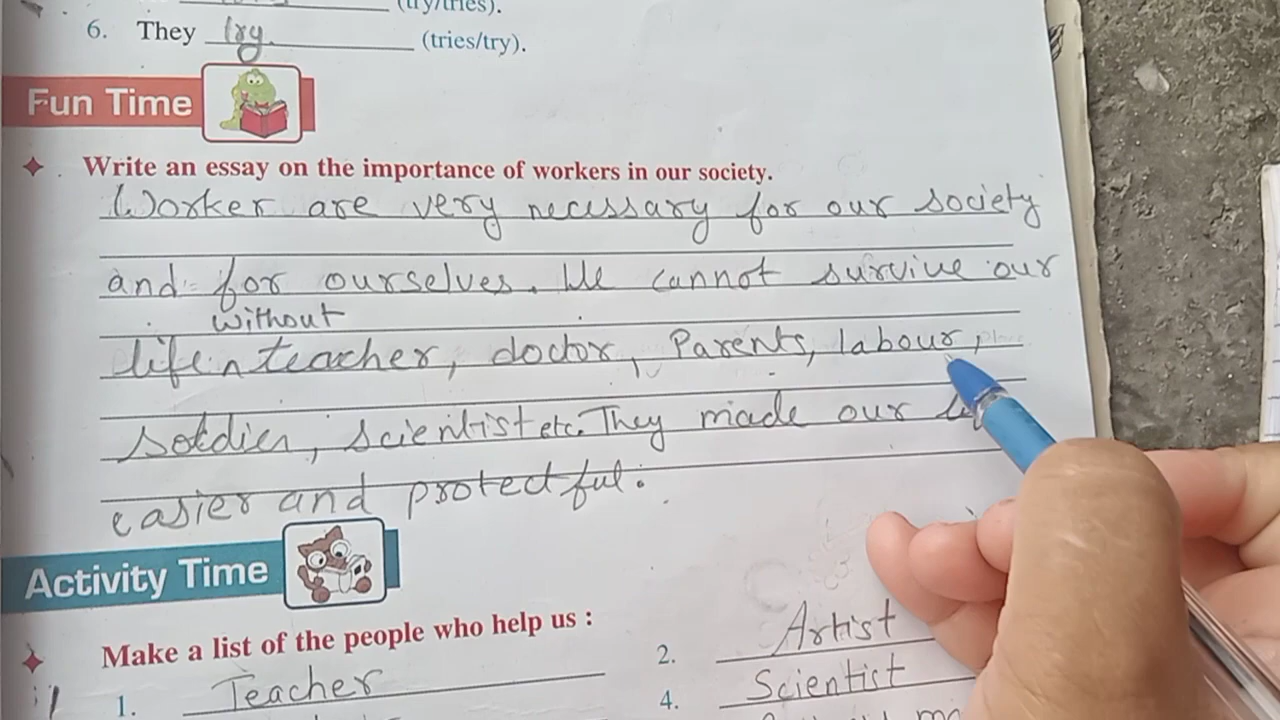 (try/tries).
6. They try (tries/try).
Fun Time
Write an essay on the importance of workers in our society.
Worker are very necessary for our society
and for ourselves. We cannot survive our
without
life teacher, doctor, Parents, labour,
Soldier, scientist etc. They made our
easier and protectful.
Activity Time
Make a list of the people who help us :
1. Teacher
2. Artist
4. Scientist